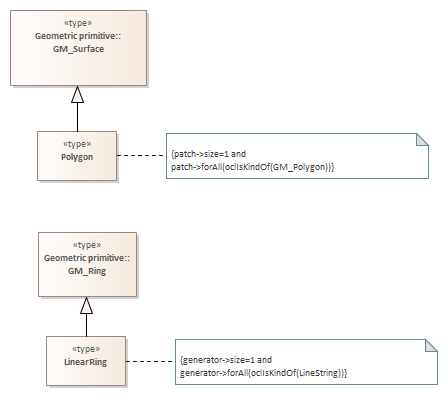 «type»
Geometric primitive::
GM_Surface
«type»
Polygon
{patch->size=1 and
patch->forAll(oclIsKindOf(GM_Polygon))}
«type»
Geometric primitive::
GM_Ring
«type»
LinearRing
{generator->size=1 and
generator->forAll(oclIsKindOf(LineString))}